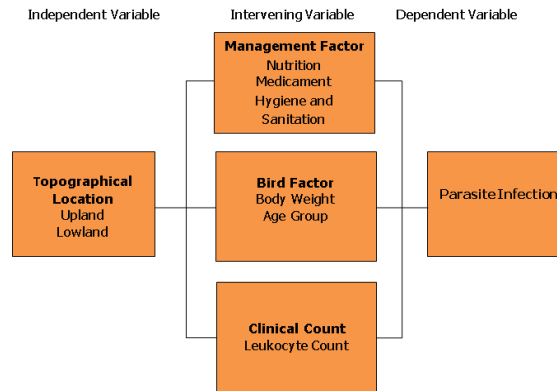 Independent Variable
Intervening Variable
Dependent Variable
Management Factor
Nutrition
Medicament
Hygiene and
Sanitation
Topographical
Location
Upland
Lowland
Bird Factor
Body Weight
Age Group
Parasite Infection
Clinical Count
Leukocyte Count